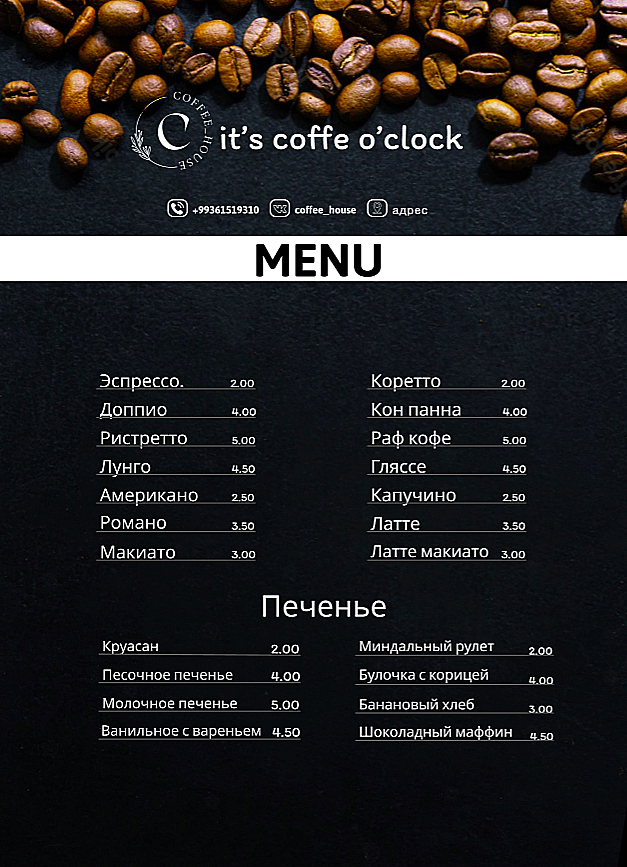 COFFEE_HOUSE
C
it's coffe o'clock
+99361519310 coffee_house адрес
MENU
Эспрессо. 2.00
Доппио 4.00
Ристретто 5.00
Лунго 4.50
Американо 2.50
Романо 3.50
Макиато 3.00
Коретто 2.00
Кон панна 4.00
Раф кофе 5.00
Гляссе 4.50
Капучино 2.50
Латте 3.50
Латте макиато 3.00
Печенье
Круасан 2.00
Песочное печенье 4.00
Молочное печенье 5.00
Ванильное с вареньем 4.50
Миндальный рулет 2.00
Булочка с корицей 4.00
Банановый хлеб 3.00
Шоколадный маффин 4.50